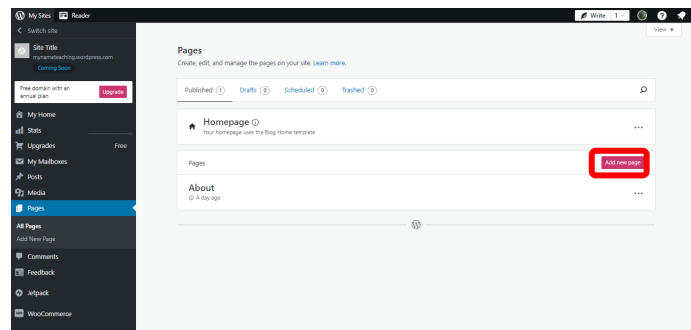 My Sites Reader Write 1
Switch site View
Site Title
mynameteaching.wordpress.com
Coming Soon
Free domain with an annual plan Upgrade
My Home
Stats
Upgrades Free
My Mailboxes
Posts
Media
Pages
All Pages
Add New Page
Comments
Feedback
Jetpack
WooCommerce
Pages
Create, edit, and manage the pages on your site. Learn more.
Published 1 Drafts 0 Scheduled 0 Trashed 0
Homepage
Your homepage uses the Blog Home template
Pages Add new page
About
A day ago